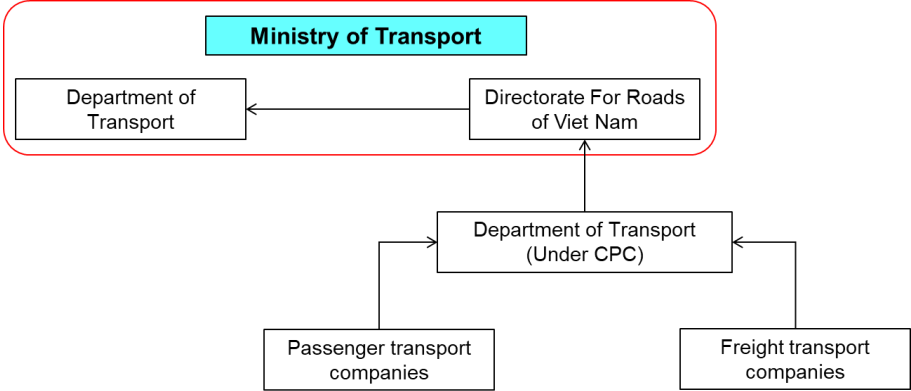 Ministry of Transport
Department of
Transport
Directorate For Roads
of Viet Nam
Department of Transport
(Under CPC)
Passenger transport
companies
Freight transport
companies